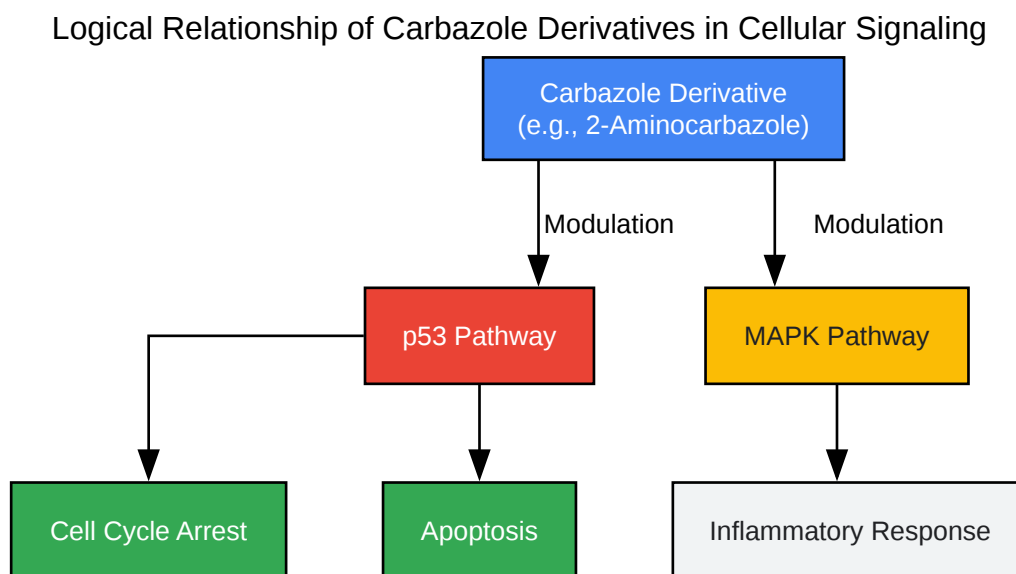 Logical Relationship of Carbazole Derivatives in Cellular Signaling
Carbazole Derivative
(e.g., 2-Aminocarbazole)
Modulation
Modulation
p53 Pathway
MAPK Pathway
Cell Cycle Arrest
Apoptosis
Inflammatory Response